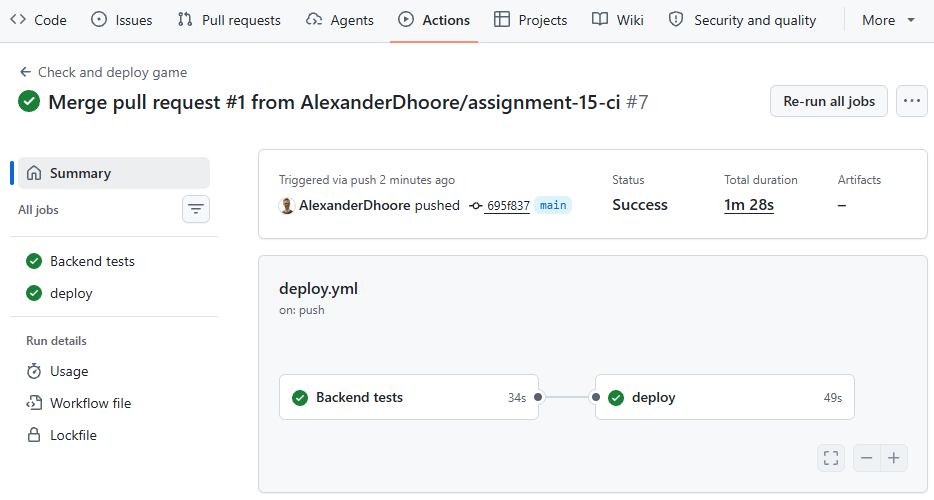 Code Issues Pull requests Agents Actions Projects Wiki Security and quality More
Check and deploy game
Merge pull request #1 from AlexanderDhoore/assignment-15-ci #7
Re-run all jobs
Summary
All jobs
Backend tests
deploy
Run details
Usage
Workflow file
Lockfile
Triggered via push 2 minutes ago
AlexanderDhoore pushed 695f837 main
Status
Success
Total duration
1m 28s
Artifacts
–
deploy.yml
on: push
Backend tests 34s
deploy 49s